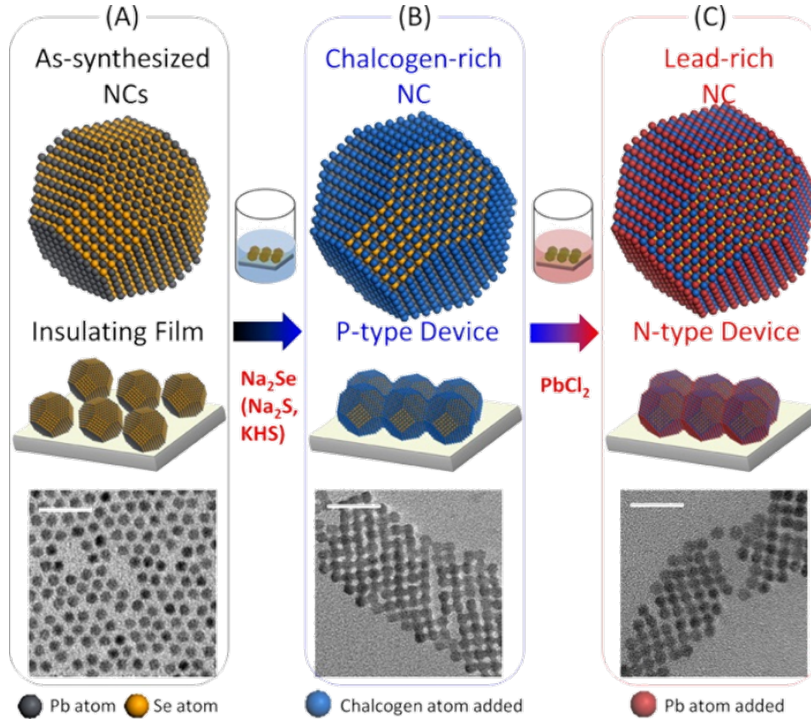 (A)
As-synthesized
NCs
Insulating Film
Na₂Se
(Na₂S,
KHS)
(B)
Chalcogen-rich
NC
P-type Device
PbCl₂
(C)
Lead-rich
NC
N-type Device
Pb atom
Se atom
Chalcogen atom added
Pb atom added